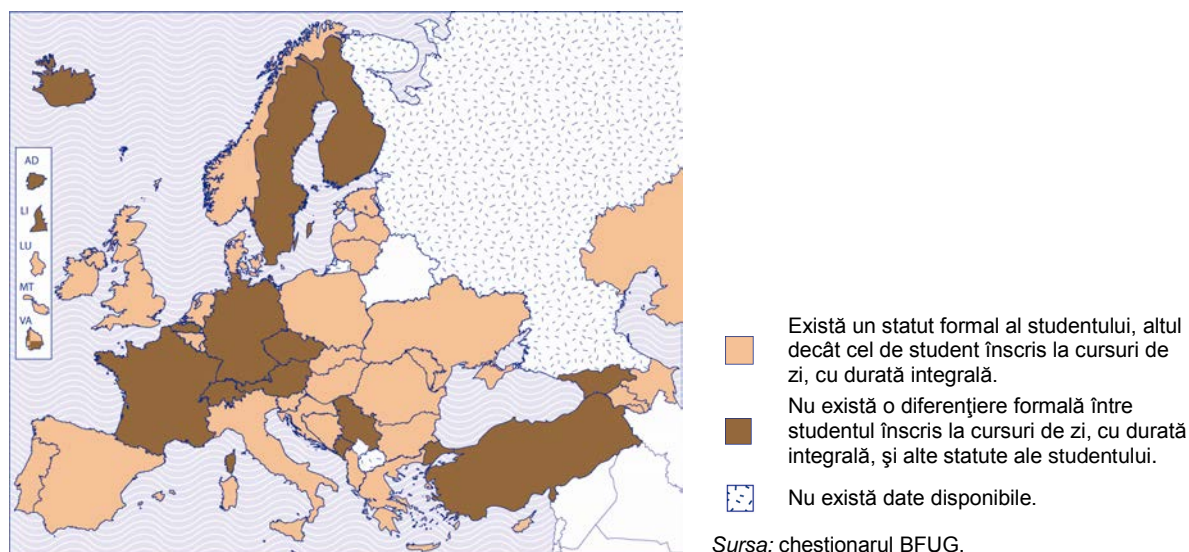 AD
LI
LU
MT
VA
Există un statut formal al studentului, altul
decât cel de student înscris la cursuri de
zi, cu durată integrală.
Nu există o diferenţiere formală între
studentul înscris la cursuri de zi, cu durată
integrală, şi alte statute ale studentului.
Nu există date disponibile.
Sursa: chestionarul BFUG.